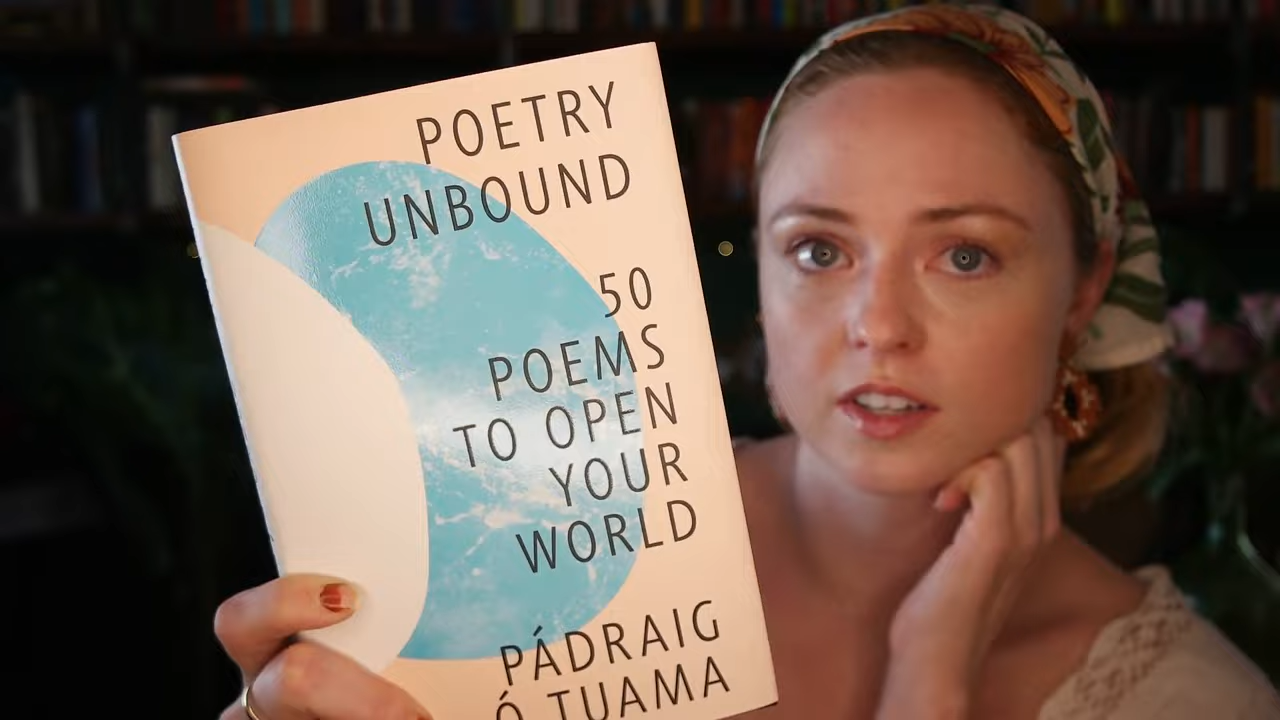 POETRY
UNBOUND
50
POEMS
TO OPEN
YOUR
WORLD
PÁDRAIG
Ó TUAMA